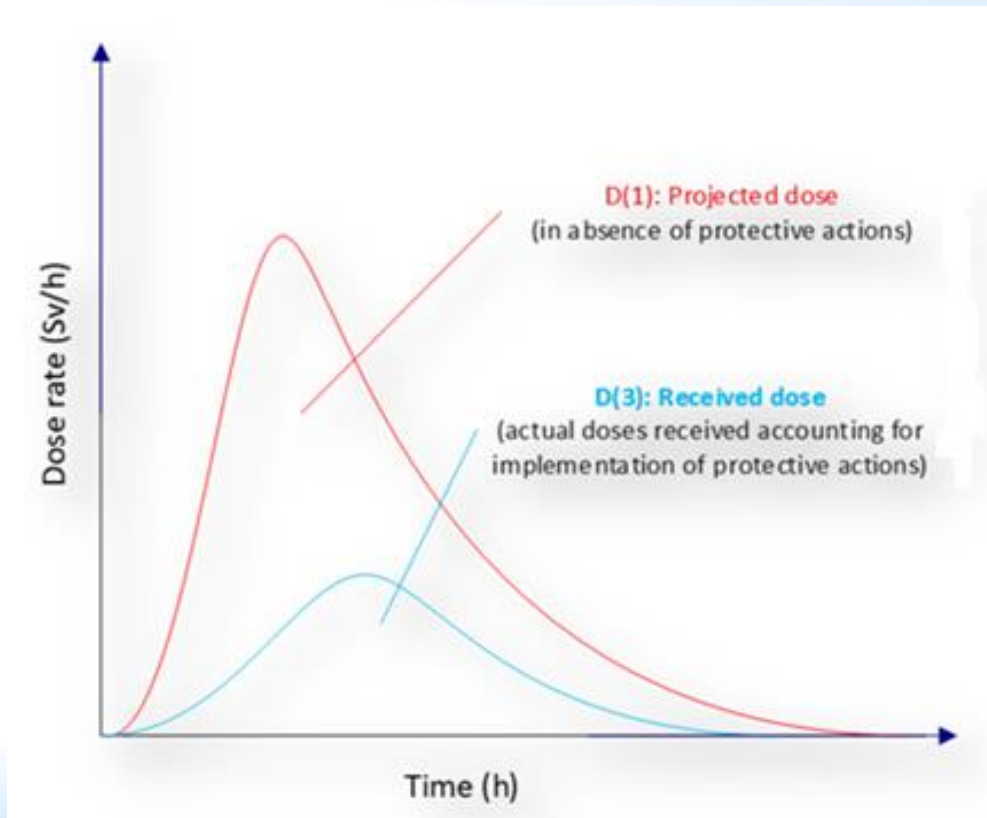 D(1): Projected dose
(in absence of protective actions)
Dose rate (Sv/h)
D(3): Received dose
(actual doses received accounting for
implementation of protective actions)
Time (h)